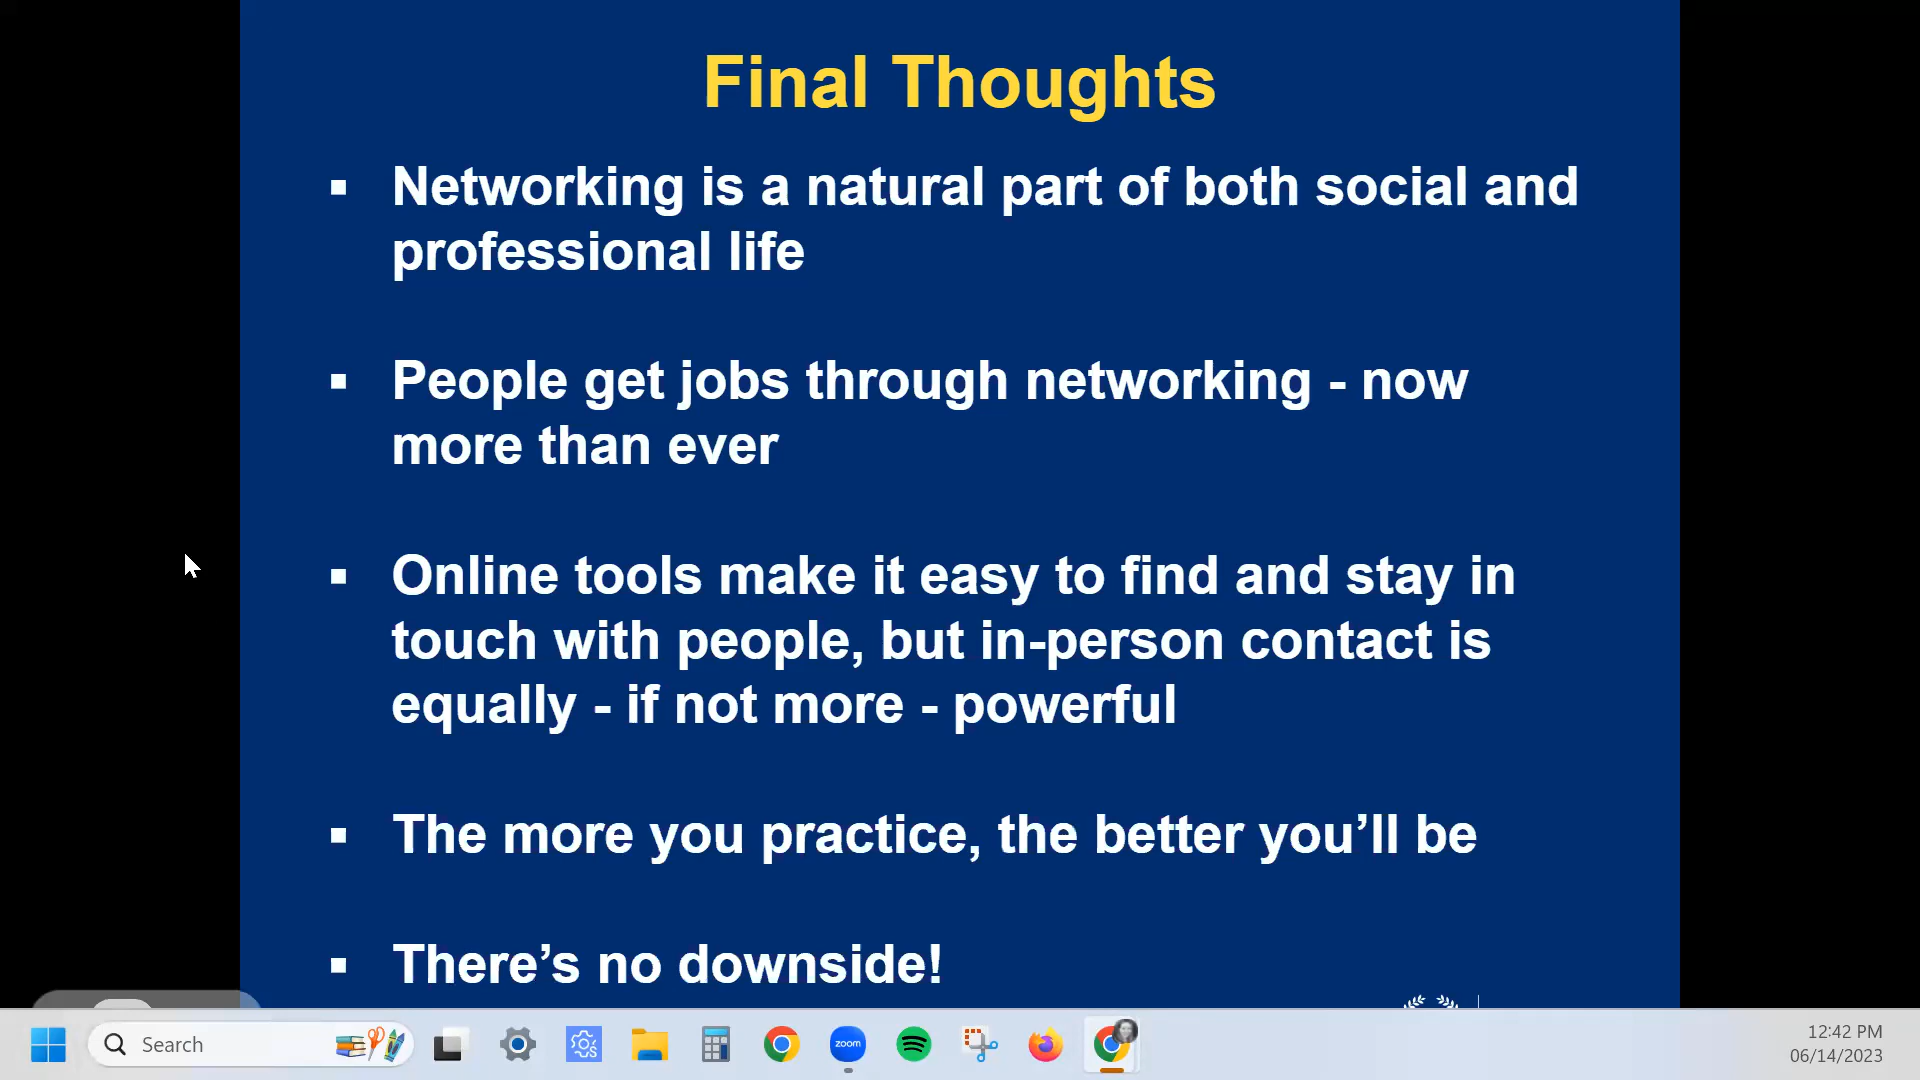 Final Thoughts
▪ Networking is a natural part of both social and
professional life
▪ People get jobs through networking - now
more than ever
▪ Online tools make it easy to find and stay in
touch with people, but in-person contact is
equally - if not more - powerful
▪ The more you practice, the better you’ll be
▪ There’s no downside!
Search
zoom
12:42 PM
06/14/2023